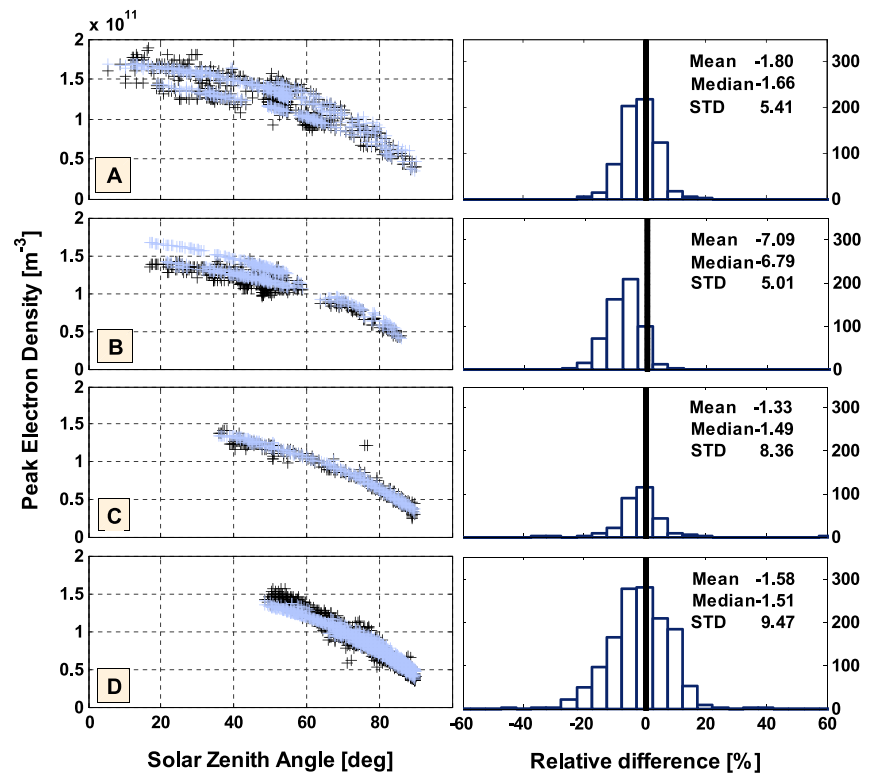 x 10^11
2
1.5
1
0.5
0
A
300
200
100
0
Mean -1.80
Median-1.66
STD 5.41
2
1.5
1
0.5
0
B
300
200
100
0
Mean -7.09
Median-6.79
STD 5.01
2
1.5
1
0.5
0
C
300
200
100
0
Mean -1.33
Median-1.49
STD 8.36
2
1.5
1
0.5
0
D
300
200
100
0
Mean -1.58
Median-1.51
STD 9.47
0 20 40 60 80
-60 -40 -20 0 20 40 60
Peak Electron Density [m^-3]
Solar Zenith Angle [deg]
Relative difference [%]